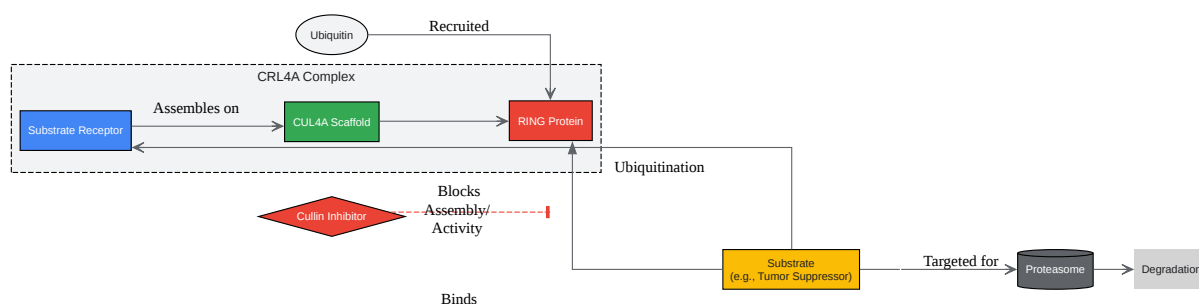 Ubiquitin
Recruited
CRL4A Complex
Substrate Receptor
Assembles on
CUL4A Scaffold
RING Protein
Ubiquitination
Cullin Inhibitor
Blocks
Assembly/
Activity
Substrate
(e.g., Tumor Suppressor)
Targeted for
Proteasome
Degradation
Binds